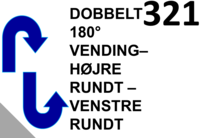 DOBBELT 321
180°
VENDING–
HØJRE
RUNDT –
VENSTRE
RUNDT